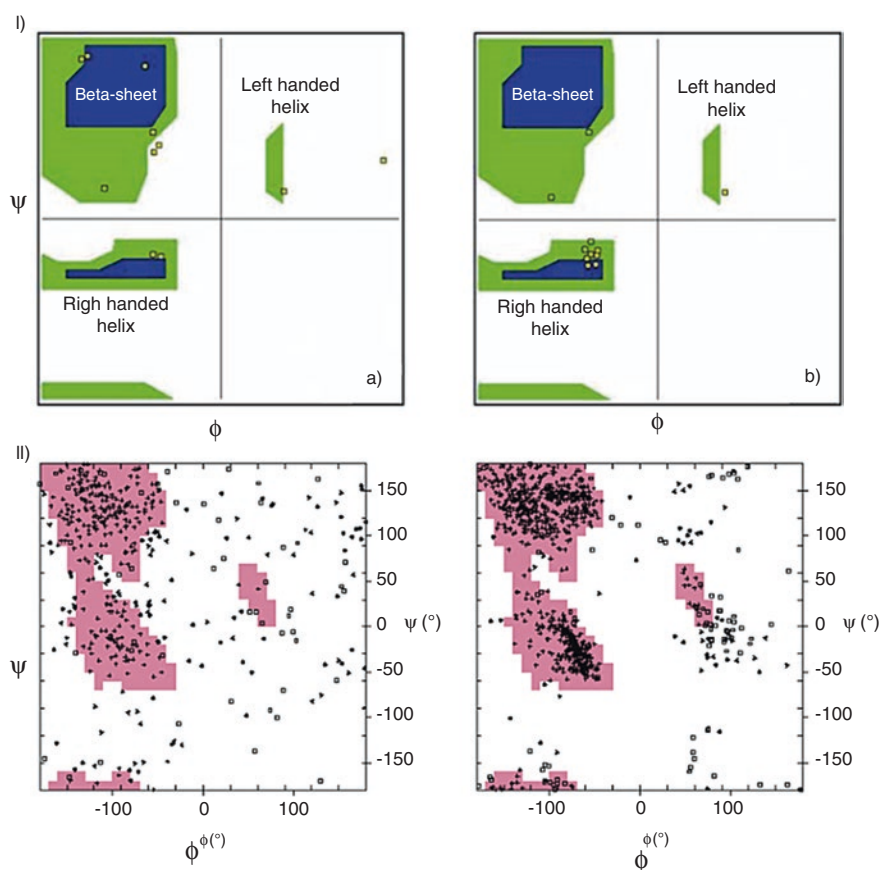 I)
Beta-sheet
Left handed
helix
Righ handed
helix
a)
ψ
ϕ
Beta-sheet
Left handed
helix
Righ handed
helix
b)
ϕ
II)
150
100
50
0
ψ (°)
-50
-100
-150
ψ
-100
0
100
ϕ(°)
ϕ
150
100
50
0
ψ (°)
-50
-100
-150
-100
0
100
ϕ(°)
ϕ